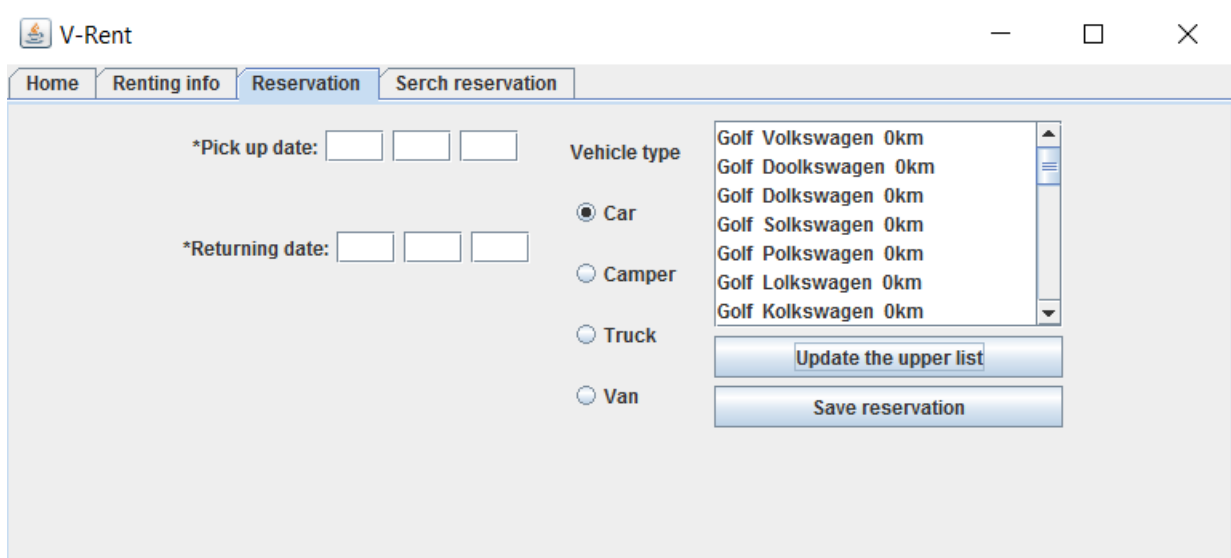 V-Rent
Home Renting info Reservation Serch reservation
*Pick up date:
*Returning date:
Vehicle type
Car
Camper
Truck
Van
Golf Volkswagen 0km
Golf Doolkswagen 0km
Golf Dolkswagen 0km
Golf Solkswagen 0km
Golf Polkswagen 0km
Golf Lolkswagen 0km
Golf Kolkswagen 0km
Update the upper list
Save reservation